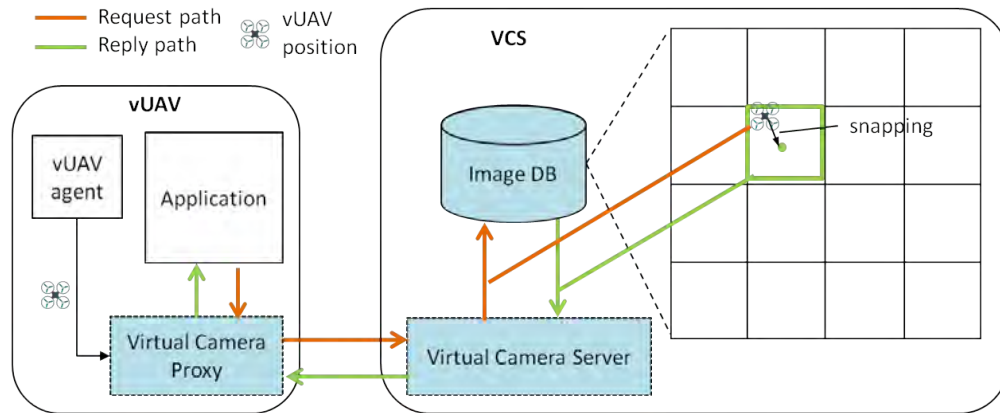 Request path
Reply path
vUAV
position
VCS
vUAV
vUAV
agent
Application
Image DB
snapping
Virtual Camera
Proxy
Virtual Camera Server